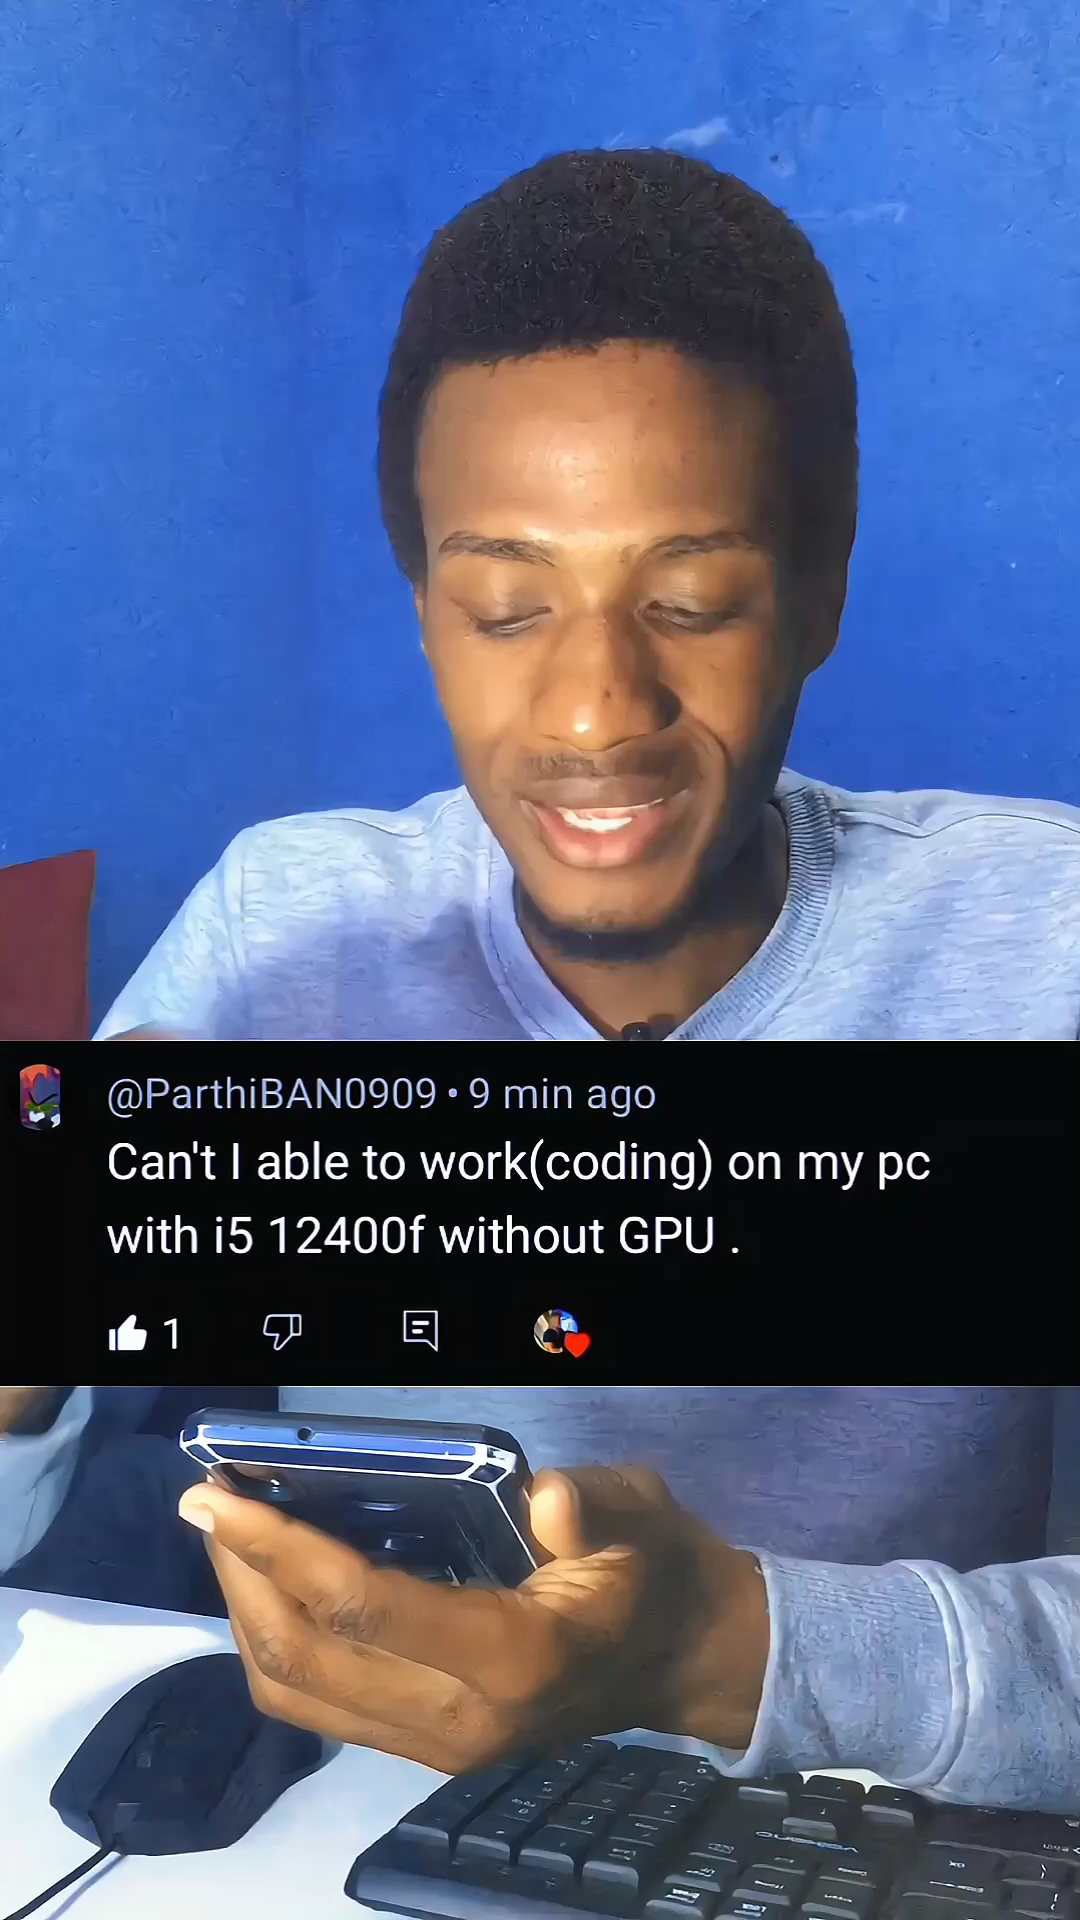 @ParthiBAN0909 • 9 min ago
Can't I able to work(coding) on my pc
with i5 12400f without GPU .
1